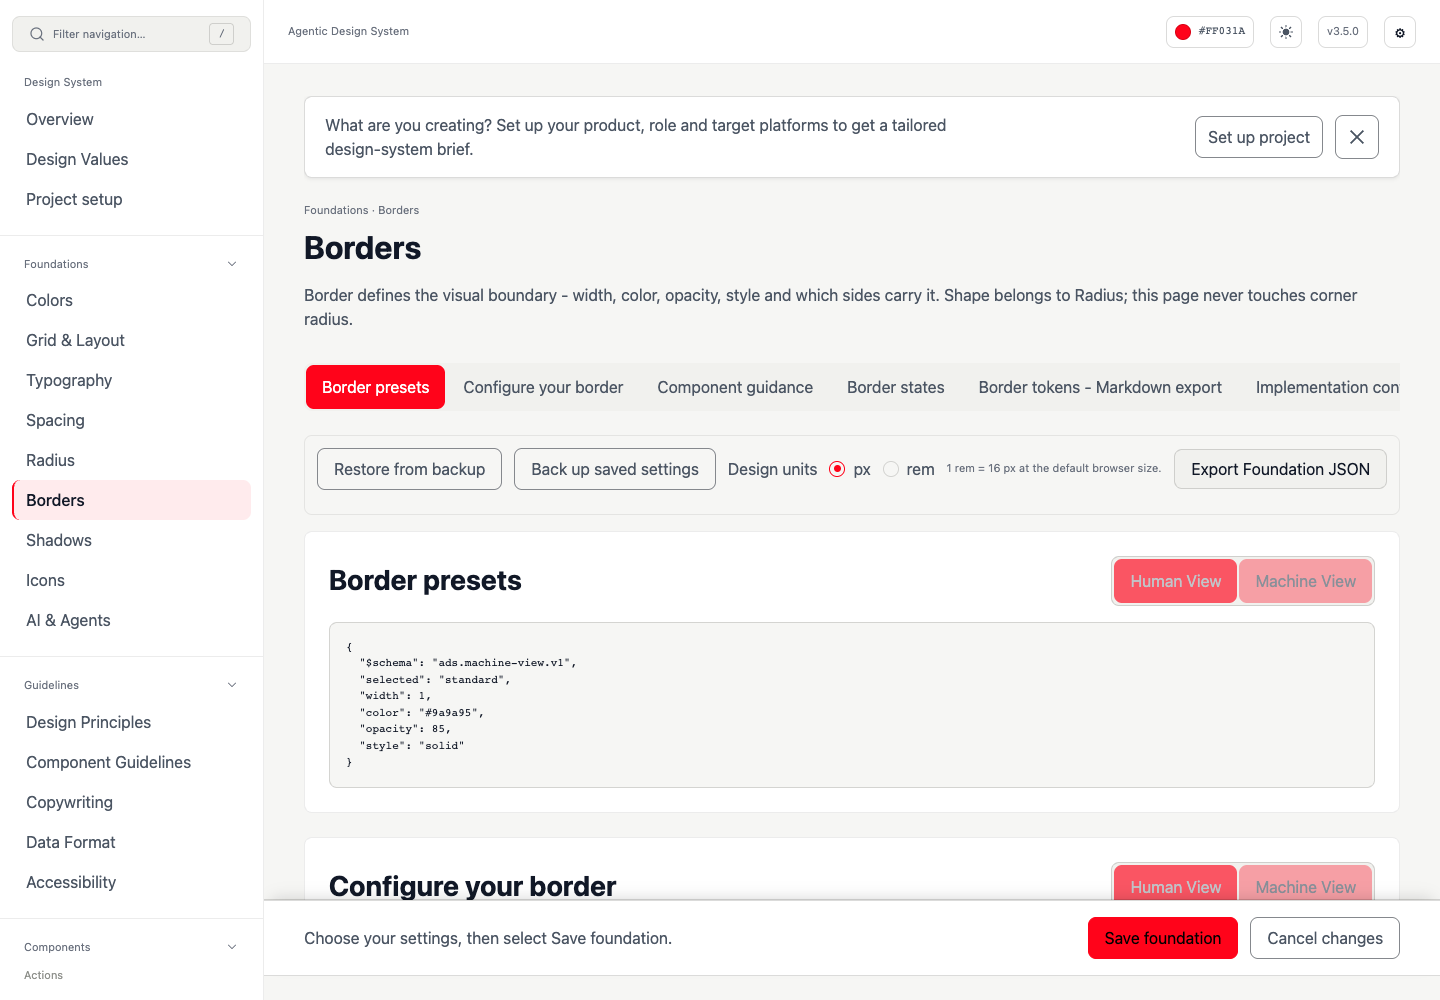 Filter navigation...
/
Design System
Overview
Design Values
Project setup
Foundations
Colors
Grid & Layout
Typography
Spacing
Radius
Borders
Shadows
Icons
AI & Agents
Guidelines
Design Principles
Component Guidelines
Copywriting
Data Format
Accessibility
Components
Actions
Agentic Design System
#FF031A
v3.5.0
What are you creating? Set up your product, role and target platforms to get a tailored
design-system brief.
Set up project
Foundations · Borders
Borders
Border defines the visual boundary - width, color, opacity, style and which sides carry it. Shape belongs to Radius; this page never touches corner
radius.
Border presets
Configure your border
Component guidance
Border states
Border tokens - Markdown export
Implementation con
Restore from backup
Back up saved settings
Design units
px
rem
1 rem = 16 px at the default browser size.
Export Foundation JSON
Border presets
Human View
Machine View
{
"$schema": "ads.machine-view.v1",
"selected": "standard",
"width": 1,
"color": "#9a9a95",
"opacity": 85,
"style": "solid"
}
Configure your border
Human View
Machine View
Choose your settings, then select Save foundation.
Save foundation
Cancel changes